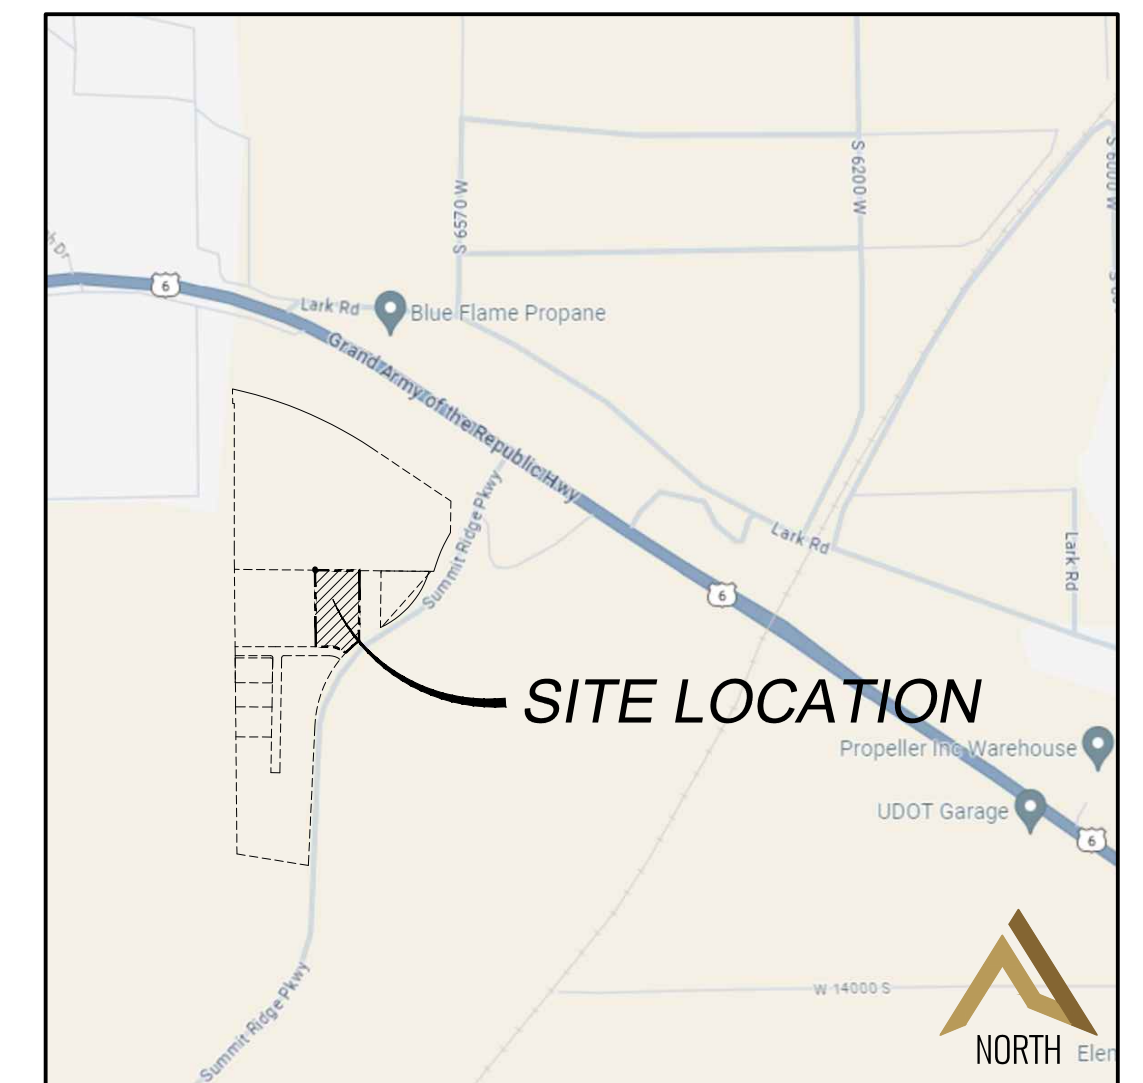 S 6200 W
S 6000 W
S 6570 W
6
Lark Rd
Blue Flame Propane
Grand Army of the Republic Hwy
Summit Ridge Pkwy
Lark Rd
Lark Rd
6
SITE LOCATION
Propeller Inc Warehouse
UDOT Garage
6
W 14000 S
Summit Ridge Pkwy
NORTH